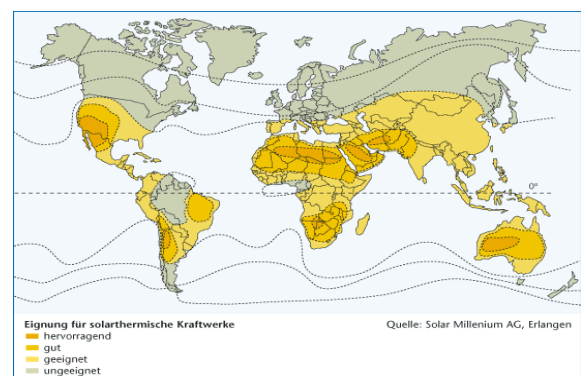 0°
Eignung für solarthermische Kraftwerke
Quelle: Solar Millenium AG, Erlangen
hervorragend
gut
geeignet
ungeeignet